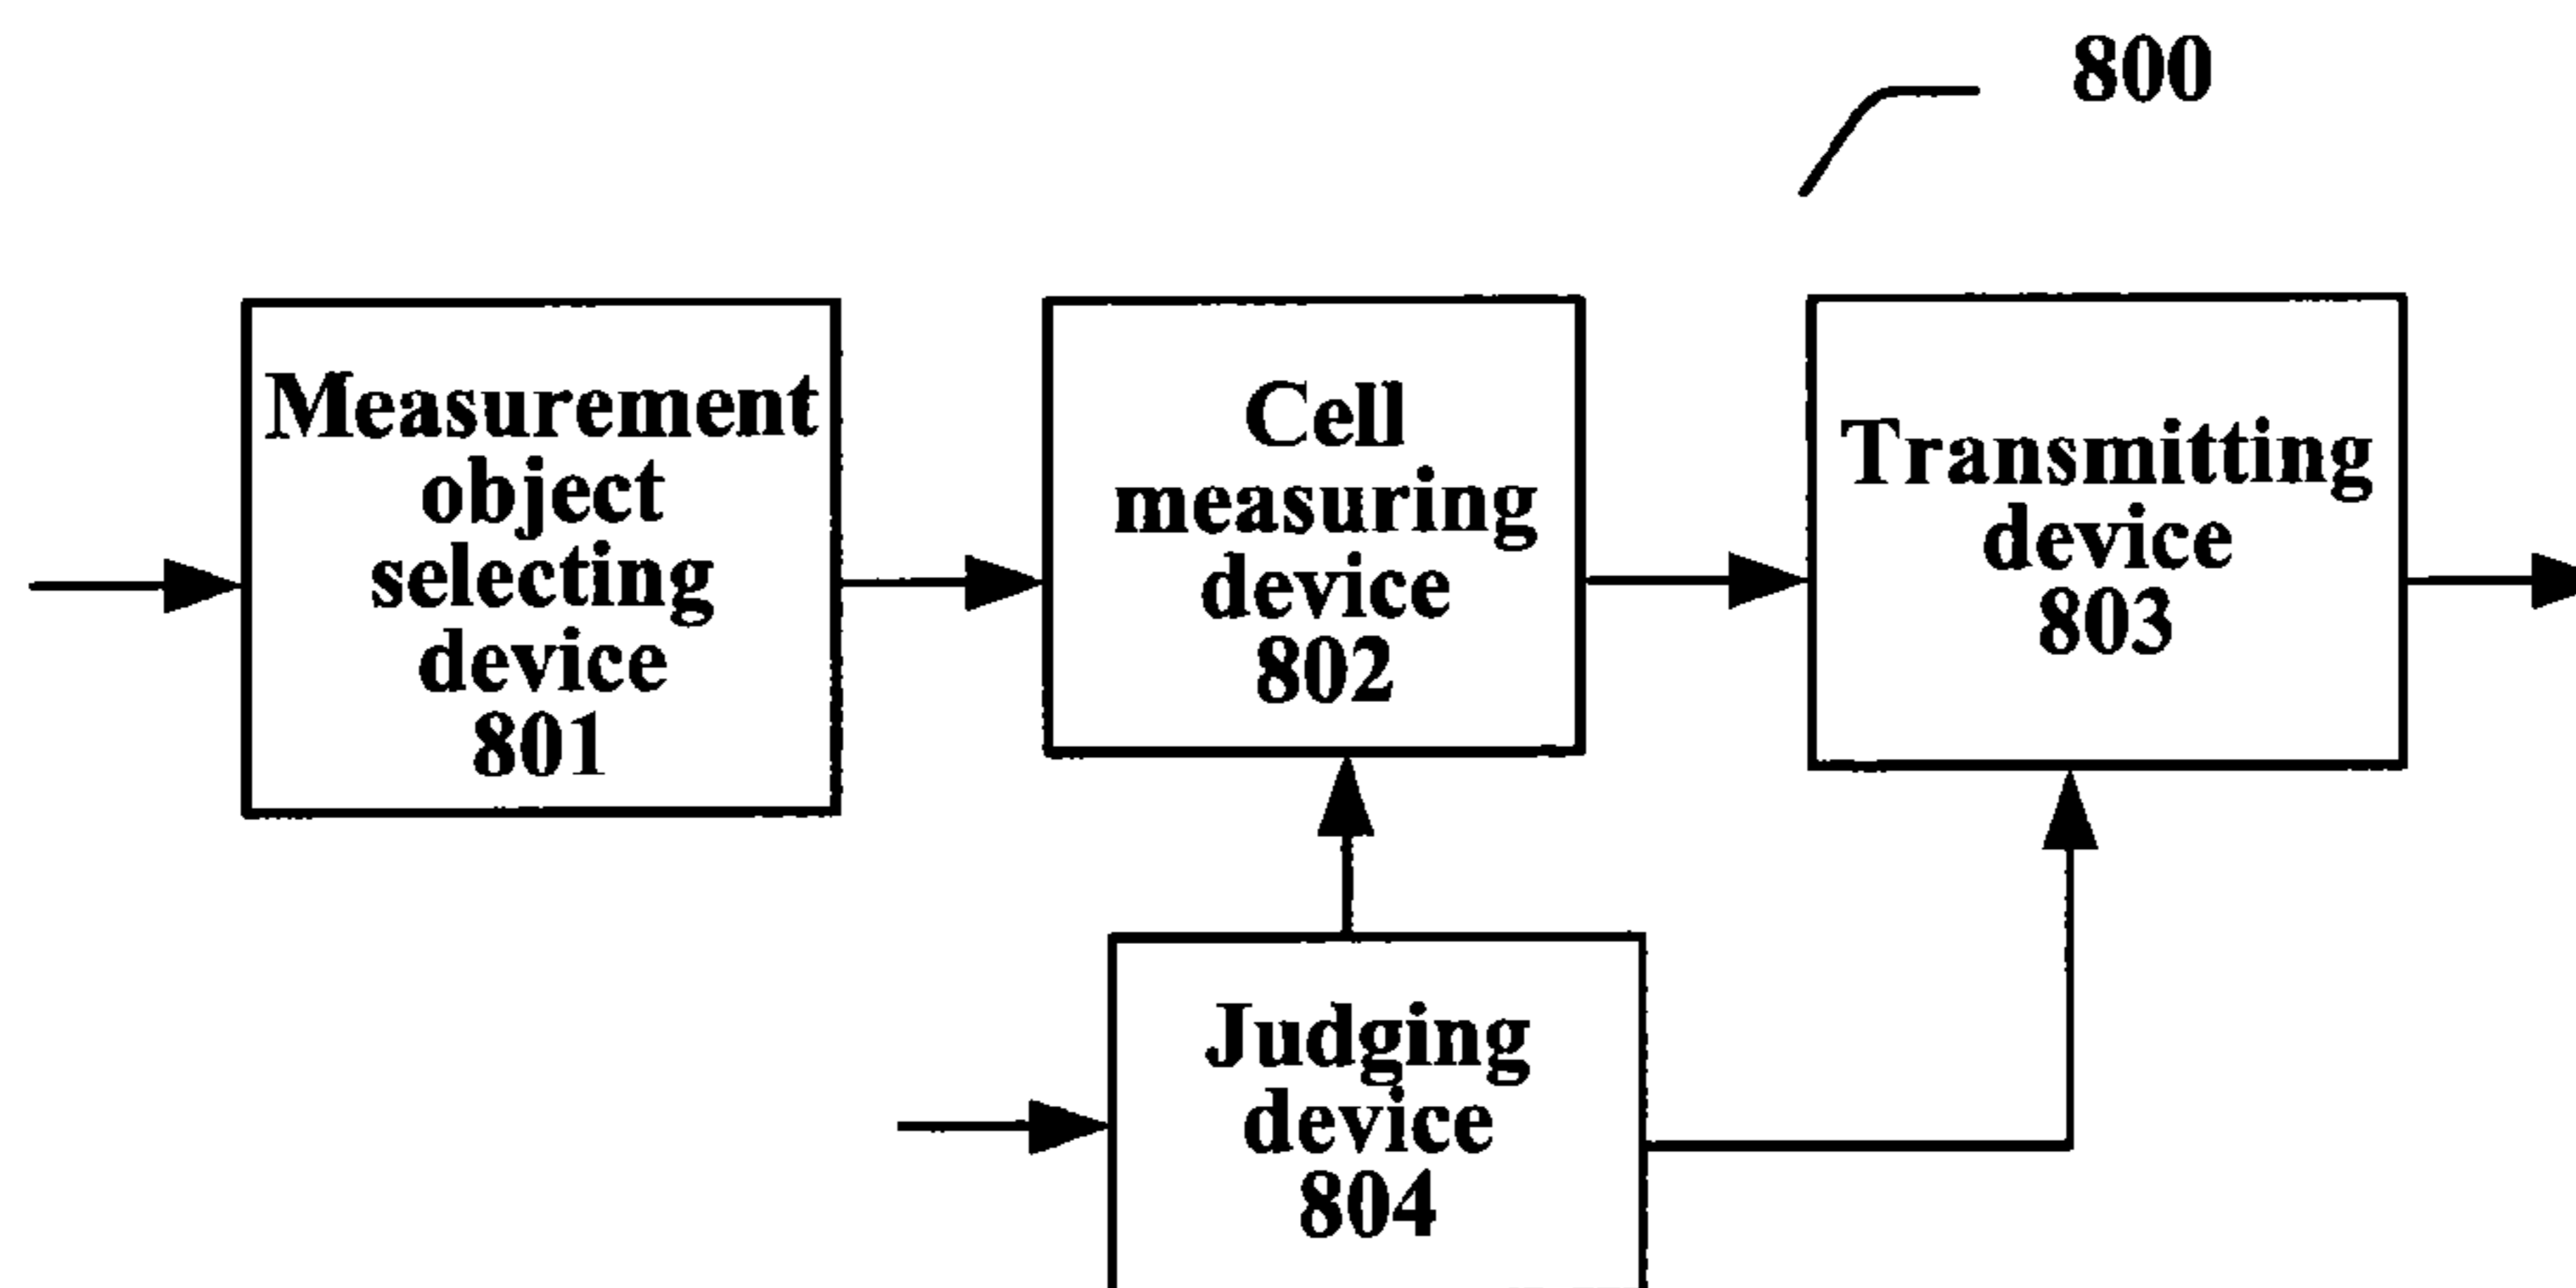 800
Measurement
object
selecting
device
801
Cell
measuring
device
802
Transmitting
device
803
Judging
device
804